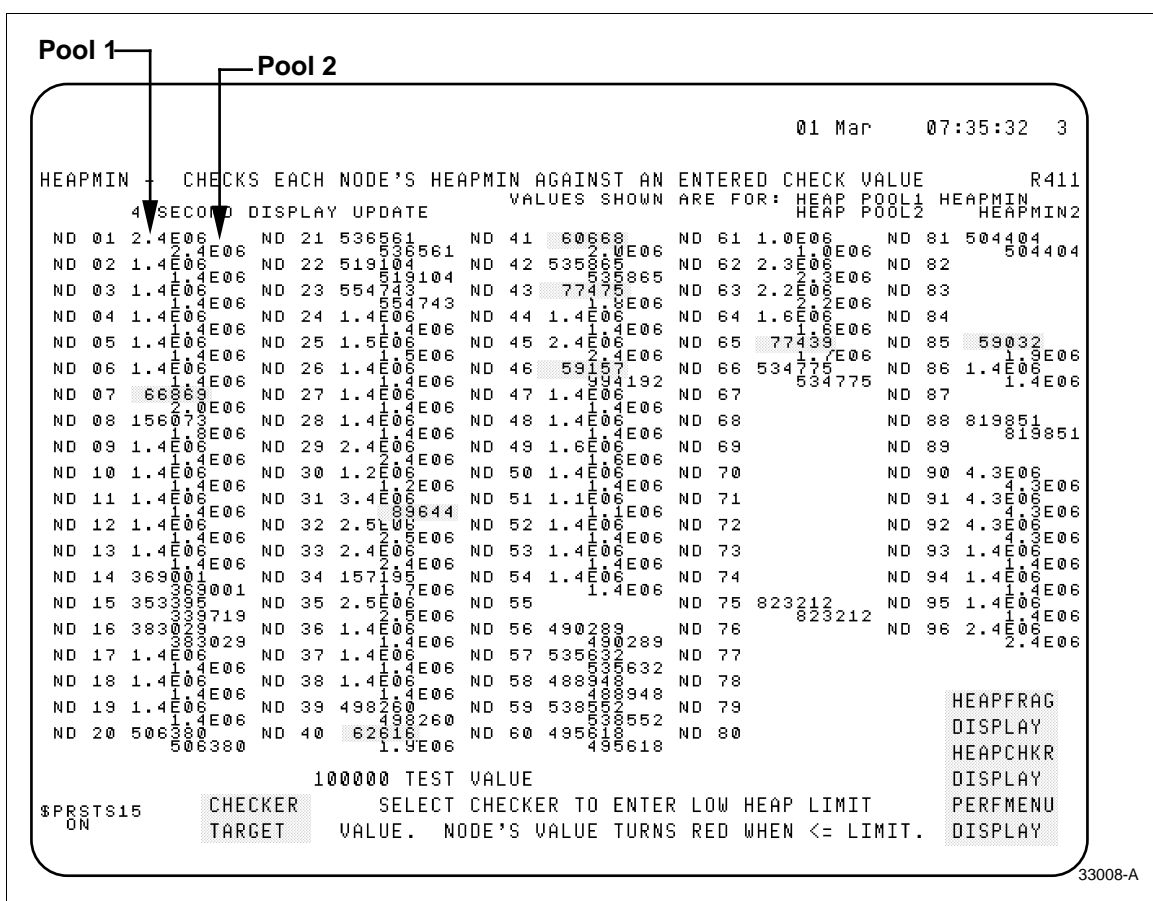 Pool 1
Pool 2
01 Mar 07:35:32 3
HEAPMIN - CHECKS EACH NODE'S HEAPMIN AGAINST AN ENTERED CHECK VALUE R411
4 SECOND DISPLAY UPDATE VALUES SHOWN ARE FOR: HEAP POOL1 HEAPMIN
HEAP POOL2 HEAPMIN2
ND 01 2.4E06 ND 21 536561 ND 41 60668 ND 61 1.0E06 ND 81 504404
2.4E06 536561 2.0E06 1.0E06 504404
ND 02 1.4E06 ND 22 519104 ND 42 535865 ND 62 2.3E06 ND 82
1.4E06 519104 535865 2.3E06
ND 03 1.4E06 ND 23 554743 ND 43 77475 ND 63 2.2E06 ND 83
1.4E06 554743 1.8E06 2.2E06
ND 04 1.4E06 ND 24 1.4E06 ND 44 1.4E06 ND 64 1.6E06 ND 84
1.4E06 1.4E06 1.4E06 1.6E06
ND 05 1.4E06 ND 25 1.5E06 ND 45 2.4E06 ND 65 77439 ND 85 59032
1.4E06 1.5E06 2.4E06 1.7E06 1.9E06
ND 06 1.4E06 ND 26 1.4E06 ND 46 59157 ND 66 534775 ND 86 1.4E06
1.4E06 1.4E06 994192 534775 1.4E06
ND 07 66869 ND 27 1.4E06 ND 47 1.4E06 ND 67 ND 87
2.0E06 1.4E06 1.4E06
ND 08 156073 ND 28 1.4E06 ND 48 1.4E06 ND 68 ND 88 819851
1.8E06 1.4E06 1.4E06 819851
ND 09 1.4E06 ND 29 2.4E06 ND 49 1.6E06 ND 69 ND 89
1.4E06 2.4E06 1.6E06
ND 10 1.4E06 ND 30 1.2E06 ND 50 1.4E06 ND 70 ND 90 4.3E06
1.4E06 1.2E06 1.4E06 4.3E06
ND 11 1.4E06 ND 31 3.4E06 ND 51 1.1E06 ND 71 ND 91 4.3E06
1.4E06 89644 1.1E06 4.3E06
ND 12 1.4E06 ND 32 2.5E06 ND 52 1.4E06 ND 72 ND 92 4.3E06
1.4E06 2.5E06 1.4E06 4.3E06
ND 13 1.4E06 ND 33 2.4E06 ND 53 1.4E06 ND 73 ND 93 1.4E06
1.4E06 2.4E06 1.4E06 1.4E06
ND 14 369001 ND 34 157195 ND 54 1.4E06 ND 74 ND 94 1.4E06
369001 1.7E06 1.4E06 1.4E06
ND 15 353395 ND 35 2.5E06 ND 55 ND 75 823212 ND 95 1.4E06
339719 2.5E06 823212 1.4E06
ND 16 383029 ND 36 1.4E06 ND 56 490289 ND 76 ND 96 2.4E06
383029 1.4E06 490289 2.4E06
ND 17 1.4E06 ND 37 1.4E06 ND 57 535632 ND 77
1.4E06 1.4E06 535632
ND 18 1.4E06 ND 38 1.4E06 ND 58 488948 ND 78
1.4E06 1.4E06 488948
ND 19 1.4E06 ND 39 498260 ND 59 538552 ND 79
1.4E06 498260 538552
ND 20 506380 ND 40 62616 ND 60 495618 ND 80
506380 1.9E06 495618
HEAPFRAG
DISPLAY
HEAPCHKR
DISPLAY
PERFMENU
DISPLAY
100000 TEST VALUE
$PRSTS15
ON
CHECKER
TARGET
SELECT CHECKER TO ENTER LOW HEAP LIMIT
VALUE. NODE'S VALUE TURNS RED WHEN <= LIMIT.
33008-A